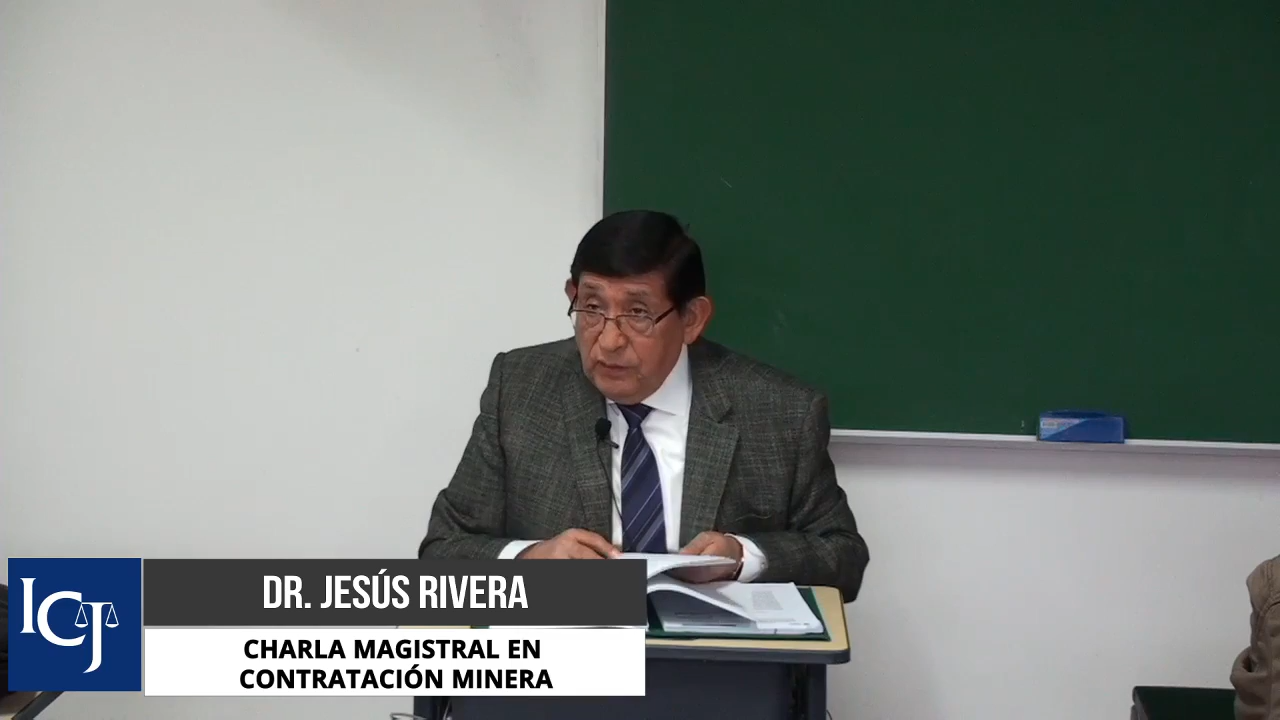 ICJ
DR. JESÚS RIVERA
CHARLA MAGISTRAL EN
CONTRATACIÓN MINERA